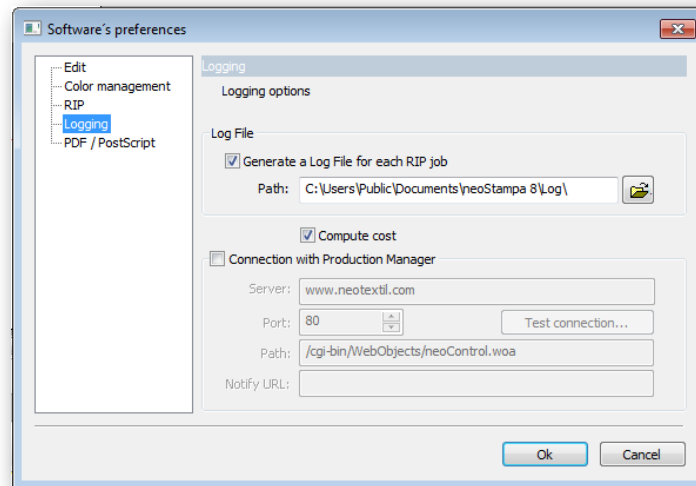 Software´s preferences
Edit
Color management
RIP
Logging
PDF / PostScript
Logging
Logging options
Log File
Generate a Log File for each RIP job
Path: C:\Users\Public\Documents\neoStampa 8\Log\
Compute cost
Connection with Production Manager
Server: www.neotextil.com
Port: 80 Test connection...
Path: /cgi-bin/WebObjects/neoControl.woa
Notify URL:
Ok Cancel